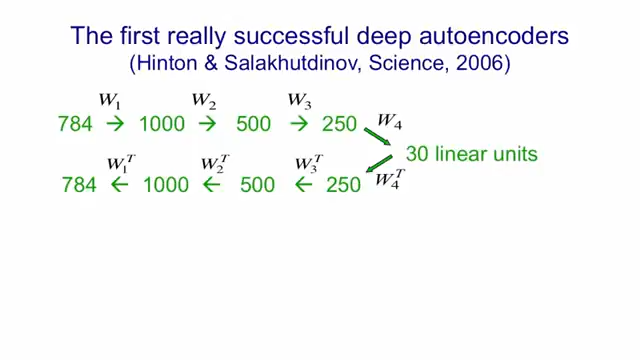 The first really successful deep autoencoders
(Hinton & Salakhutdinov, Science, 2006)
W₁ W₂ W₃
784 → 1000 → 500 → 250 W₄
30 linear units
W₁ᵀ W₂ᵀ W₃ᵀ
784 ← 1000 ← 500 ← 250 W₄ᵀ